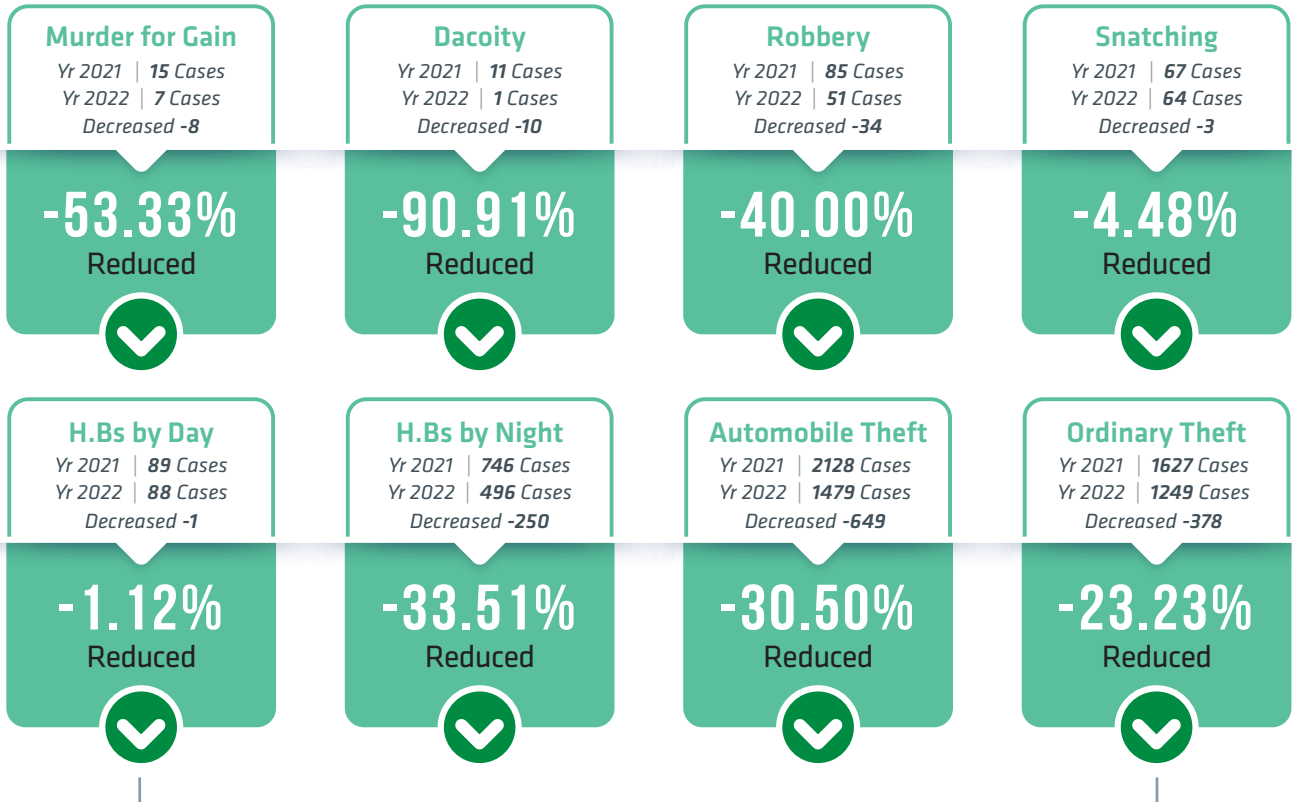 Murder for Gain
Yr 2021 | 15 Cases
Yr 2022 | 7 Cases
Decreased -8
-53.33%
Reduced
Dacoity
Yr 2021 | 11 Cases
Yr 2022 | 1 Cases
Decreased -10
-90.91%
Reduced
Robbery
Yr 2021 | 85 Cases
Yr 2022 | 51 Cases
Decreased -34
-40.00%
Reduced
Snatching
Yr 2021 | 67 Cases
Yr 2022 | 64 Cases
Decreased -3
-4.48%
Reduced
H.Bs by Day
Yr 2021 | 89 Cases
Yr 2022 | 88 Cases
Decreased -1
-1.12%
Reduced
H.Bs by Night
Yr 2021 | 746 Cases
Yr 2022 | 496 Cases
Decreased -250
-33.51%
Reduced
Automobile Theft
Yr 2021 | 2128 Cases
Yr 2022 | 1479 Cases
Decreased -649
-30.50%
Reduced
Ordinary Theft
Yr 2021 | 1627 Cases
Yr 2022 | 1249 Cases
Decreased -378
-23.23%
Reduced